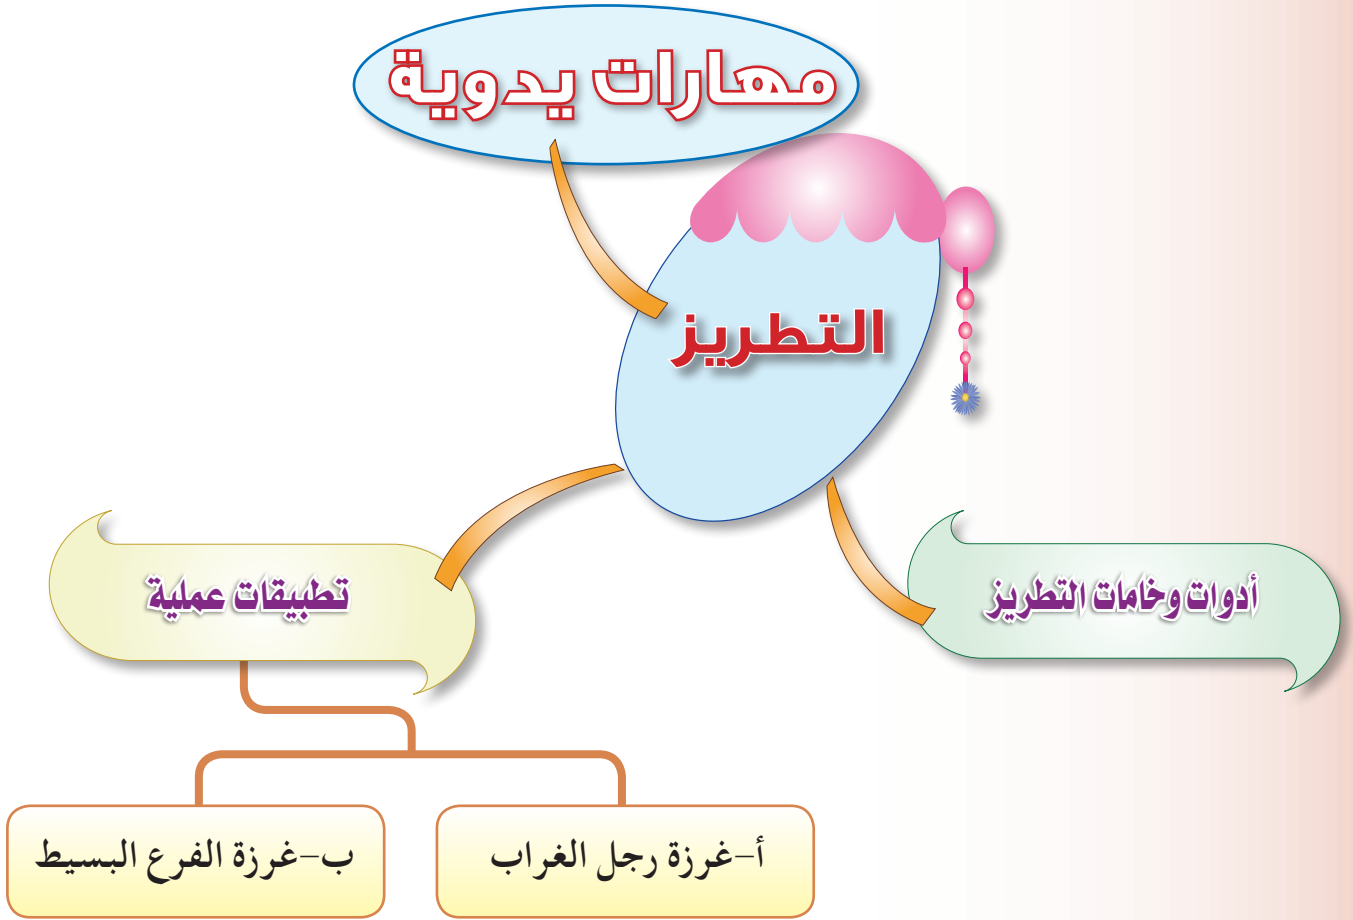 مهارات يدوية
التطريز
أدوات وخامات التطريز
تطبيقات عملية
أ-غرزة رجل الغراب
ب-غرزة الفرع البسيط